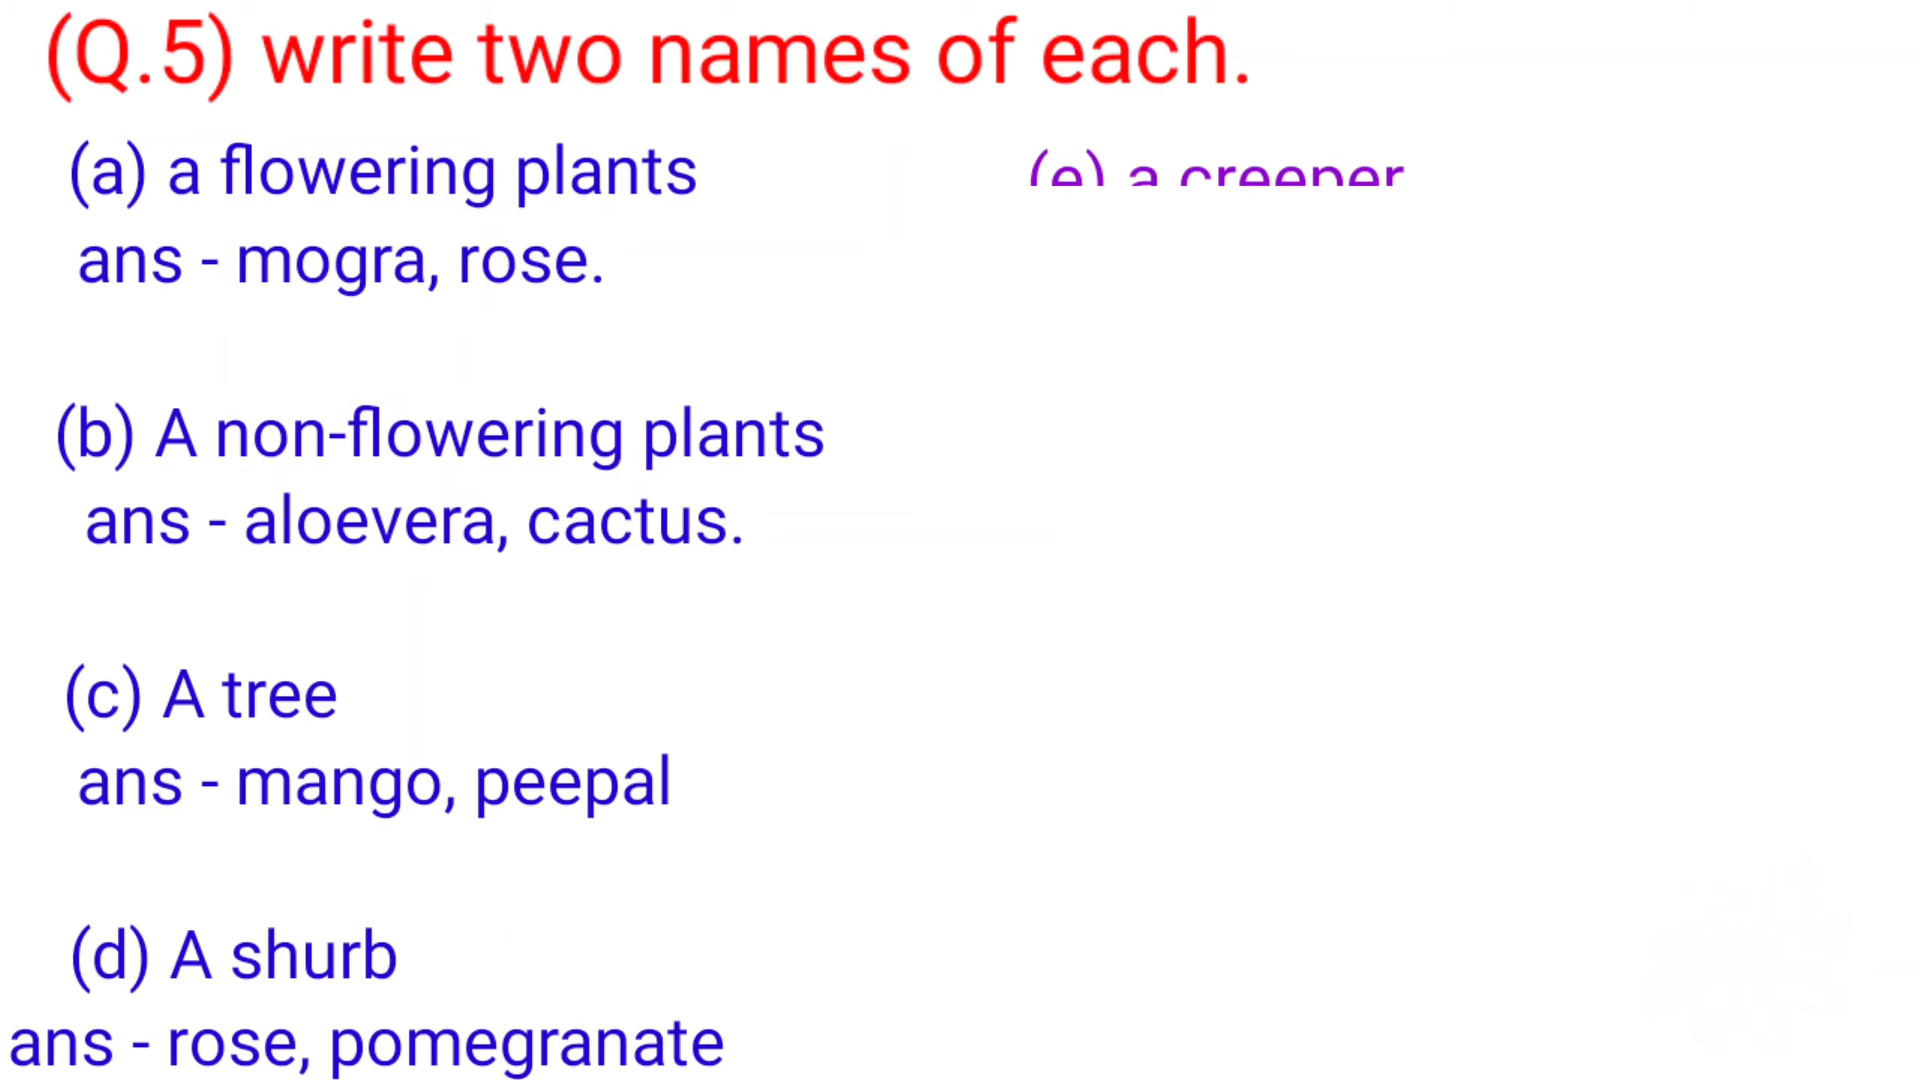 (Q.5) write two names of each.
(a) a flowering plants
ans - mogra, rose.
(b) A non-flowering plants
ans - aloevera, cactus.
(c) A tree
ans - mango, peepal
(d) A shurb
ans - rose, pomegranate
(e) a creeper